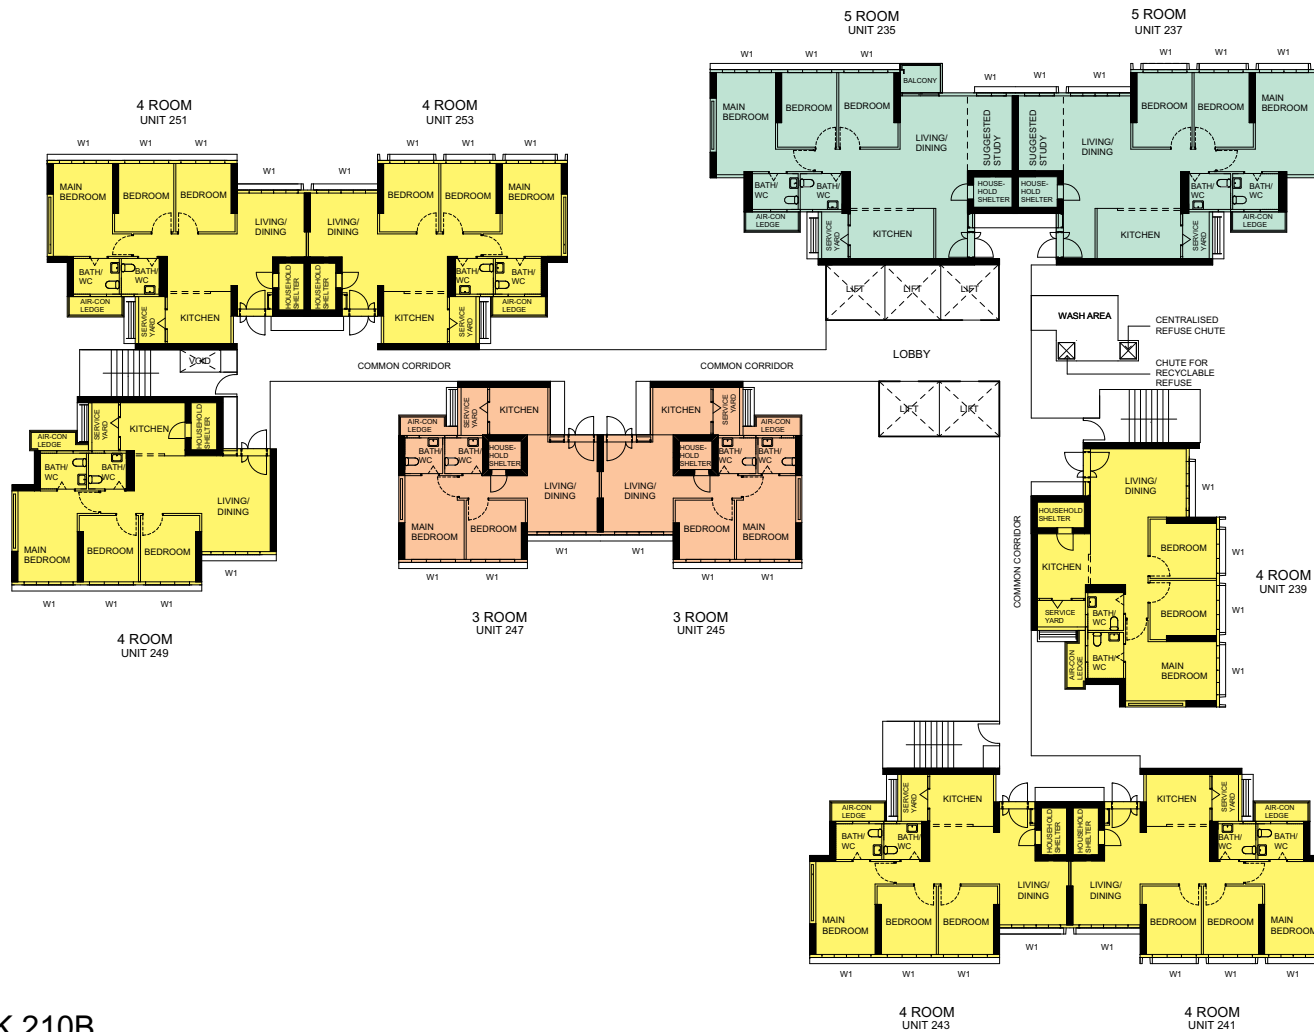 5 ROOM
UNIT 235
5 ROOM
UNIT 237
W1
W1
W1
W1
W1
W1
W1
W1
W1
BALCONY
MAIN
BEDROOM
BEDROOM
BEDROOM
LIVING/
DINING
SUGGESTED
STUDY
SUGGESTED
STUDY
LIVING/
DINING
BEDROOM
BEDROOM
MAIN
BEDROOM
BATH/
WC
BATH/
WC
HOUSE-
HOLD
SHELTER
HOUSE-
HOLD
SHELTER
BATH/
WC
BATH/
WC
AIR-CON
LEDGE
SERVICE
YARD
KITCHEN
KITCHEN
SERVICE
YARD
AIR-CON
LEDGE
LIFT
LIFT
LIFT
4 ROOM
UNIT 251
4 ROOM
UNIT 253
W1
W1
W1
W1
W1
W1
W1
W1
MAIN
BEDROOM
BEDROOM
BEDROOM
LIVING/
DINING
LIVING/
DINING
BEDROOM
BEDROOM
MAIN
BEDROOM
BATH/
WC
BATH/
WC
HOUSEHOLD
SHELTER
HOUSEHOLD
SHELTER
BATH/
WC
BATH/
WC
AIR-CON
LEDGE
SERVICE
YARD
KITCHEN
KITCHEN
SERVICE
YARD
AIR-CON
LEDGE
WASH AREA
CENTRALISED
REFUSE CHUTE
CHUTE FOR
RECYCLABLE
REFUSE
VOID
COMMON CORRIDOR
COMMON CORRIDOR
LOBBY
LIFT
LIFT
AIR-CON
LEDGE
SERVICE
YARD
KITCHEN
HOUSEHOLD
SHELTER
BATH/
WC
BATH/
WC
LIVING/
DINING
MAIN
BEDROOM
BEDROOM
BEDROOM
W1
W1
W1
W1
4 ROOM
UNIT 249
AIR-CON
LEDGE
SERVICE
YARD
KITCHEN
KITCHEN
SERVICE
YARD
AIR-CON
LEDGE
BATH/
WC
BATH/
WC
HOUSE-
HOLD
SHELTER
HOUSE-
HOLD
SHELTER
BATH/
WC
BATH/
WC
LIVING/
DINING
LIVING/
DINING
MAIN
BEDROOM
BEDROOM
BEDROOM
MAIN
BEDROOM
W1
W1
W1
W1
W1
W1
3 ROOM
UNIT 247
3 ROOM
UNIT 245
LIVING/
DINING
W1
HOUSEHOLD
SHELTER
COMMON CORRIDOR
KITCHEN
BEDROOM
W1
4 ROOM
UNIT 239
SERVICE
YARD
BATH/
WC
BEDROOM
W1
AIR-CON
LEDGE
BATH/
WC
MAIN
BEDROOM
W1
AIR-CON
LEDGE
SERVICE
YARD
KITCHEN
KITCHEN
SERVICE
YARD
AIR-CON
LEDGE
BATH/
WC
BATH/
WC
HOUSEHOLD
SHELTER
HOUSEHOLD
SHELTER
BATH/
WC
BATH/
WC
LIVING/
DINING
LIVING/
DINING
MAIN
BEDROOM
BEDROOM
BEDROOM
BEDROOM
BEDROOM
MAIN
BEDROOM
W1
W1
W1
W1
W1
W1
W1
W1
4 ROOM
UNIT 243
4 ROOM
UNIT 241
K 210B